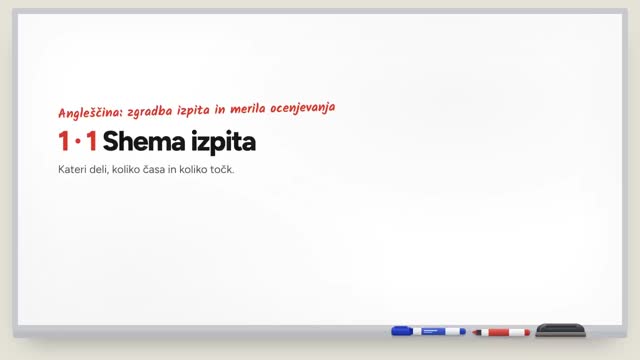 Angleščina: zgradba izpita in merila ocenjevanja
1·1 Shema izpita
Kateri deli, koliko časa in koliko točk.